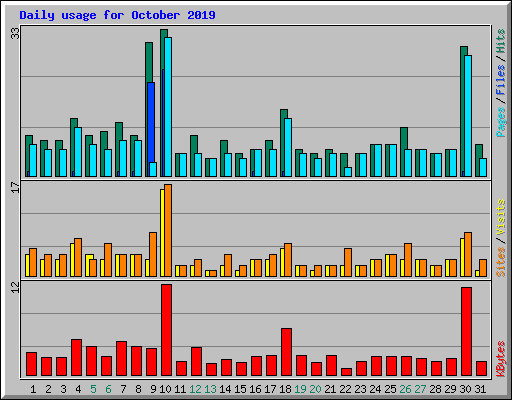 Daily usage for October 2019
33
17
12
Pages / Files / Hits
Sites / Visits
KBytes
1 2 3 4 5 6 7 8 9 10 11 12 13 14 15 16 17 18 19 20 21 22 23 24 25 26 27 28 29 30 31